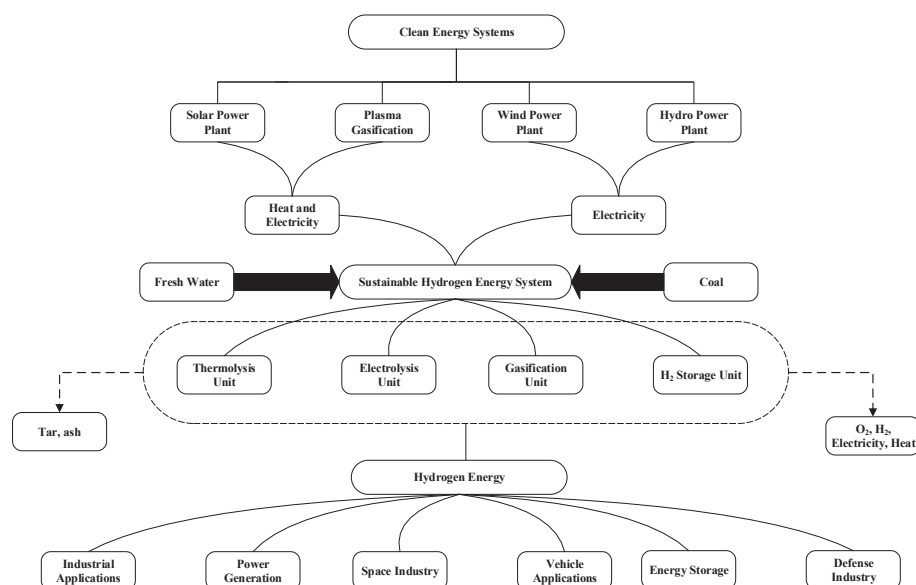 Clean Energy Systems
Solar Power
Plant
Plasma
Gasification
Wind Power
Plant
Hydro Power
Plant
Heat and
Electricity
Electricity
Fresh Water
Sustainable Hydrogen Energy System
Coal
Thermolysis
Unit
Electrolysis
Unit
Gasification
Unit
H₂ Storage Unit
Tar, ash
O₂, H₂,
Electricity, Heat
Hydrogen Energy
Industrial
Applications
Power
Generation
Space Industry
Vehicle
Applications
Energy Storage
Defense
Industry